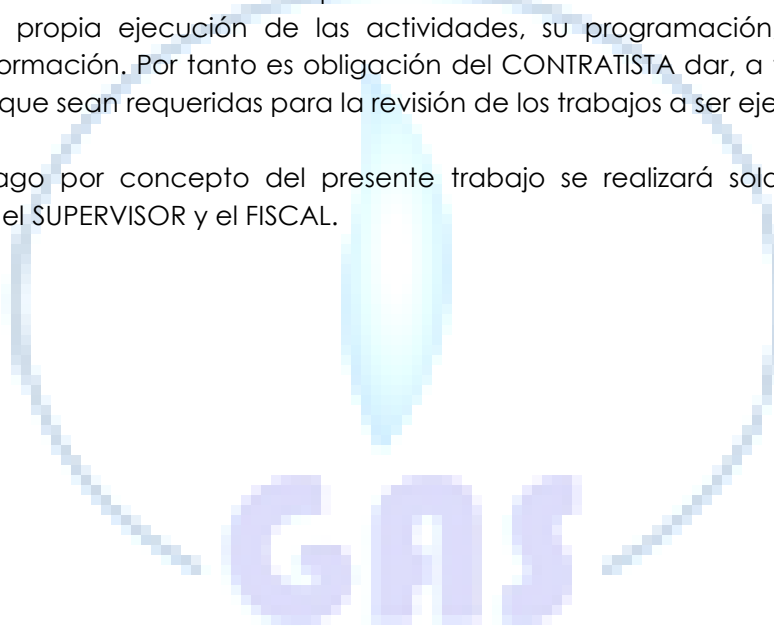 propia ejecución de las actividades, su programación
ormación. Por tanto es obligación del CONTRATISTA dar, a
que sean requeridas para la revisión de los trabajos a ser eje
ago por concepto del presente trabajo se realizará solo
el SUPERVISOR y el FISCAL.
GAS